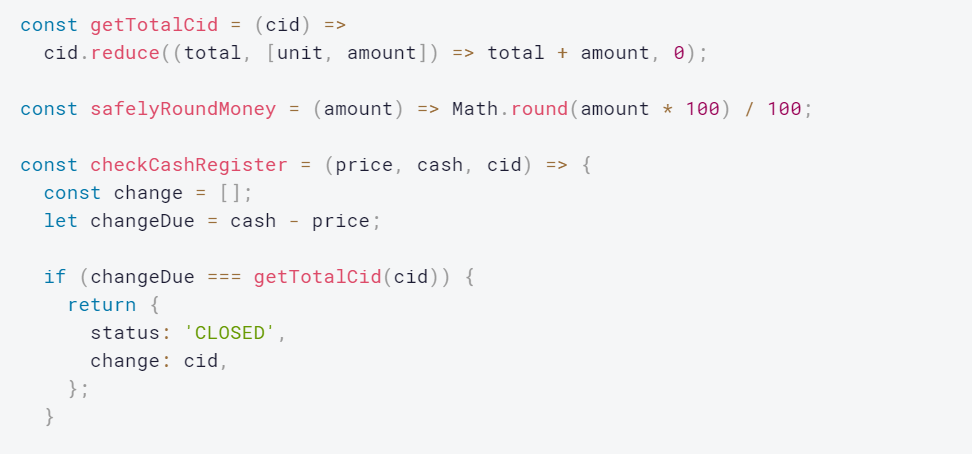 const getTotalCid = (cid) =>
  cid.reduce((total, [unit, amount]) => total + amount, 0);

const safelyRoundMoney = (amount) => Math.round(amount * 100) / 100;

const checkCashRegister = (price, cash, cid) => {
  const change = [];
  let changeDue = cash - price;

  if (changeDue === getTotalCid(cid)) {
    return {
      status: 'CLOSED',
      change: cid,
    };
  }